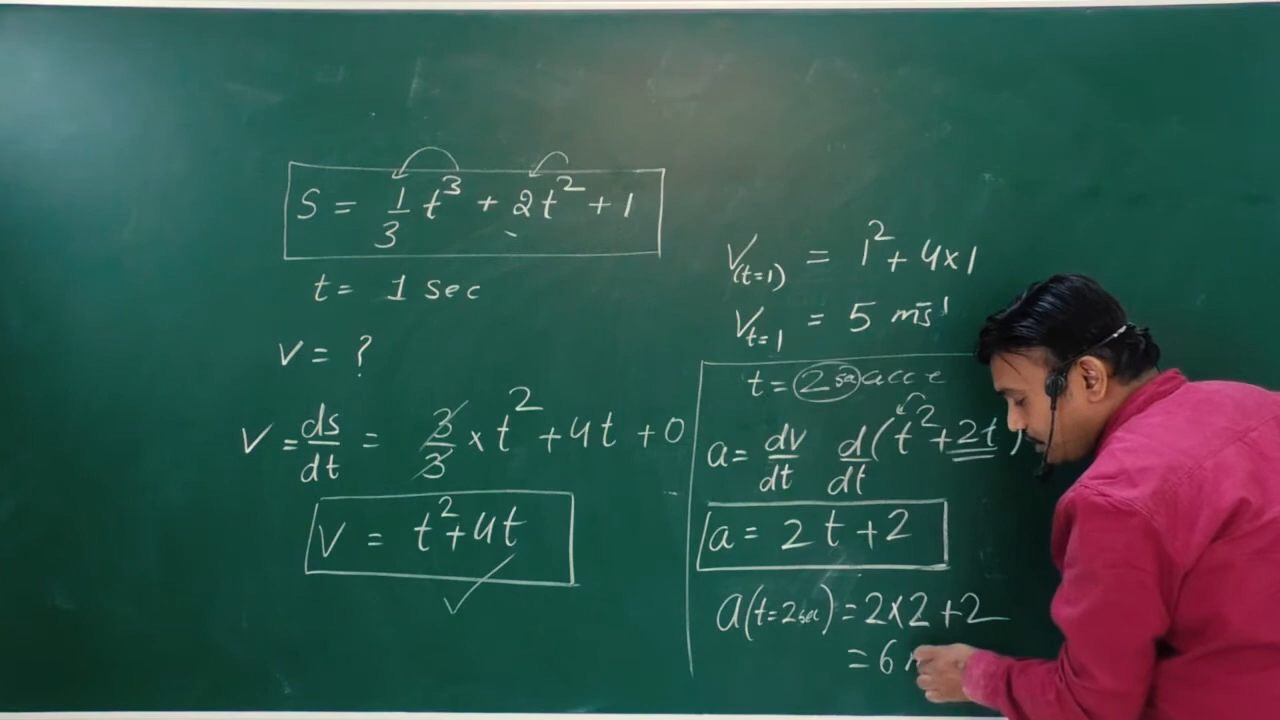 S = 1/3 t³ + 2t² + 1
t = 1 sec
V = ?
V = ds/dt = 3/3 × t² + 4t + 0
V = t² + 4t
V(t=1) = 1² + 4×1
Vt=1 = 5 ms⁻¹
t = 2 acce
a = dv/dt d/dt (t² + 2t)
a = 2t + 2
a(t=2sec) = 2×2+2
= 6